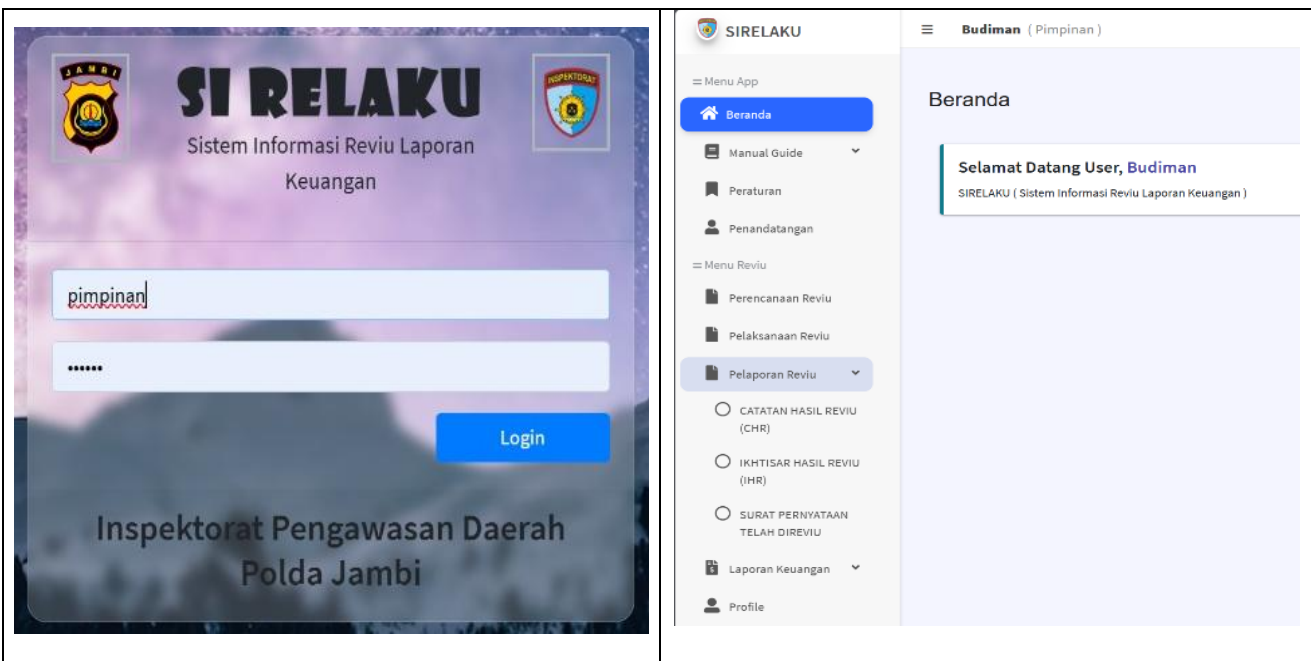 JAMBI
INSPEKTORAT
SI RELAKU
Sistem Informasi Reviu Laporan
Keuangan
pimpinan
••••••
Login
Inspektorat Pengawasan Daerah
Polda Jambi
SIRELAKU
Budiman ( Pimpinan )
Menu App
Beranda
Manual Guide
Peraturan
Penandatangan
Menu Reviu
Perencanaan Reviu
Pelaksanaan Reviu
Pelaporan Reviu
CATATAN HASIL REVIU
(CHR)
IKHTISAR HASIL REVIU
(IHR)
SURAT PERNYATAAN
TELAH DIREVIU
Laporan Keuangan
Profile
Beranda
Selamat Datang User, Budiman
SIRELAKU ( Sistem Informasi Reviu Laporan Keuangan )